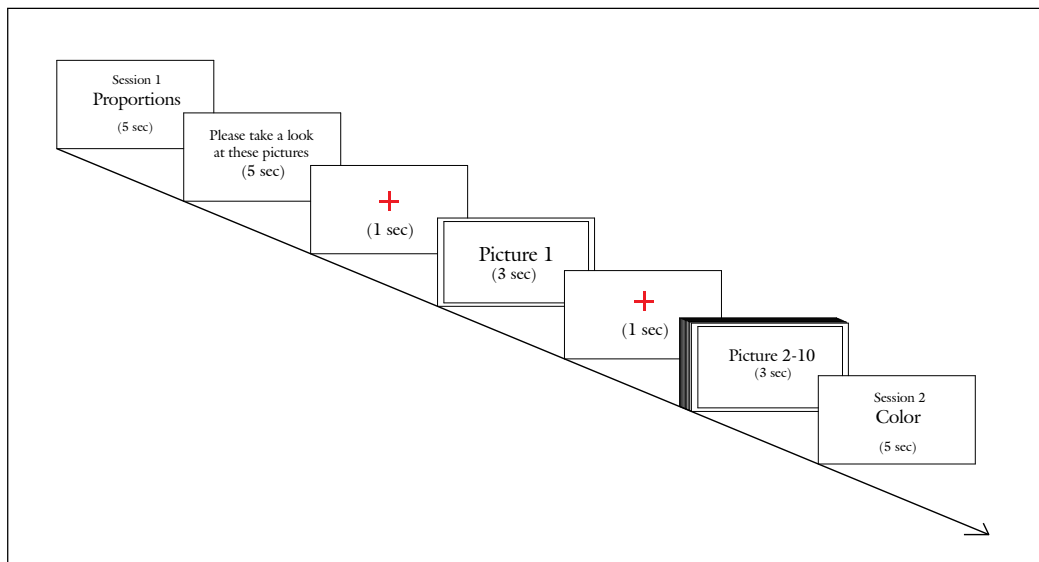 Session 1
Proportions
(5 sec)
Please take a look
at these pictures
(5 sec)
(1 sec)
Picture 1
(3 sec)
(1 sec)
Picture 2-10
(3 sec)
Session 2
Color
(5 sec)